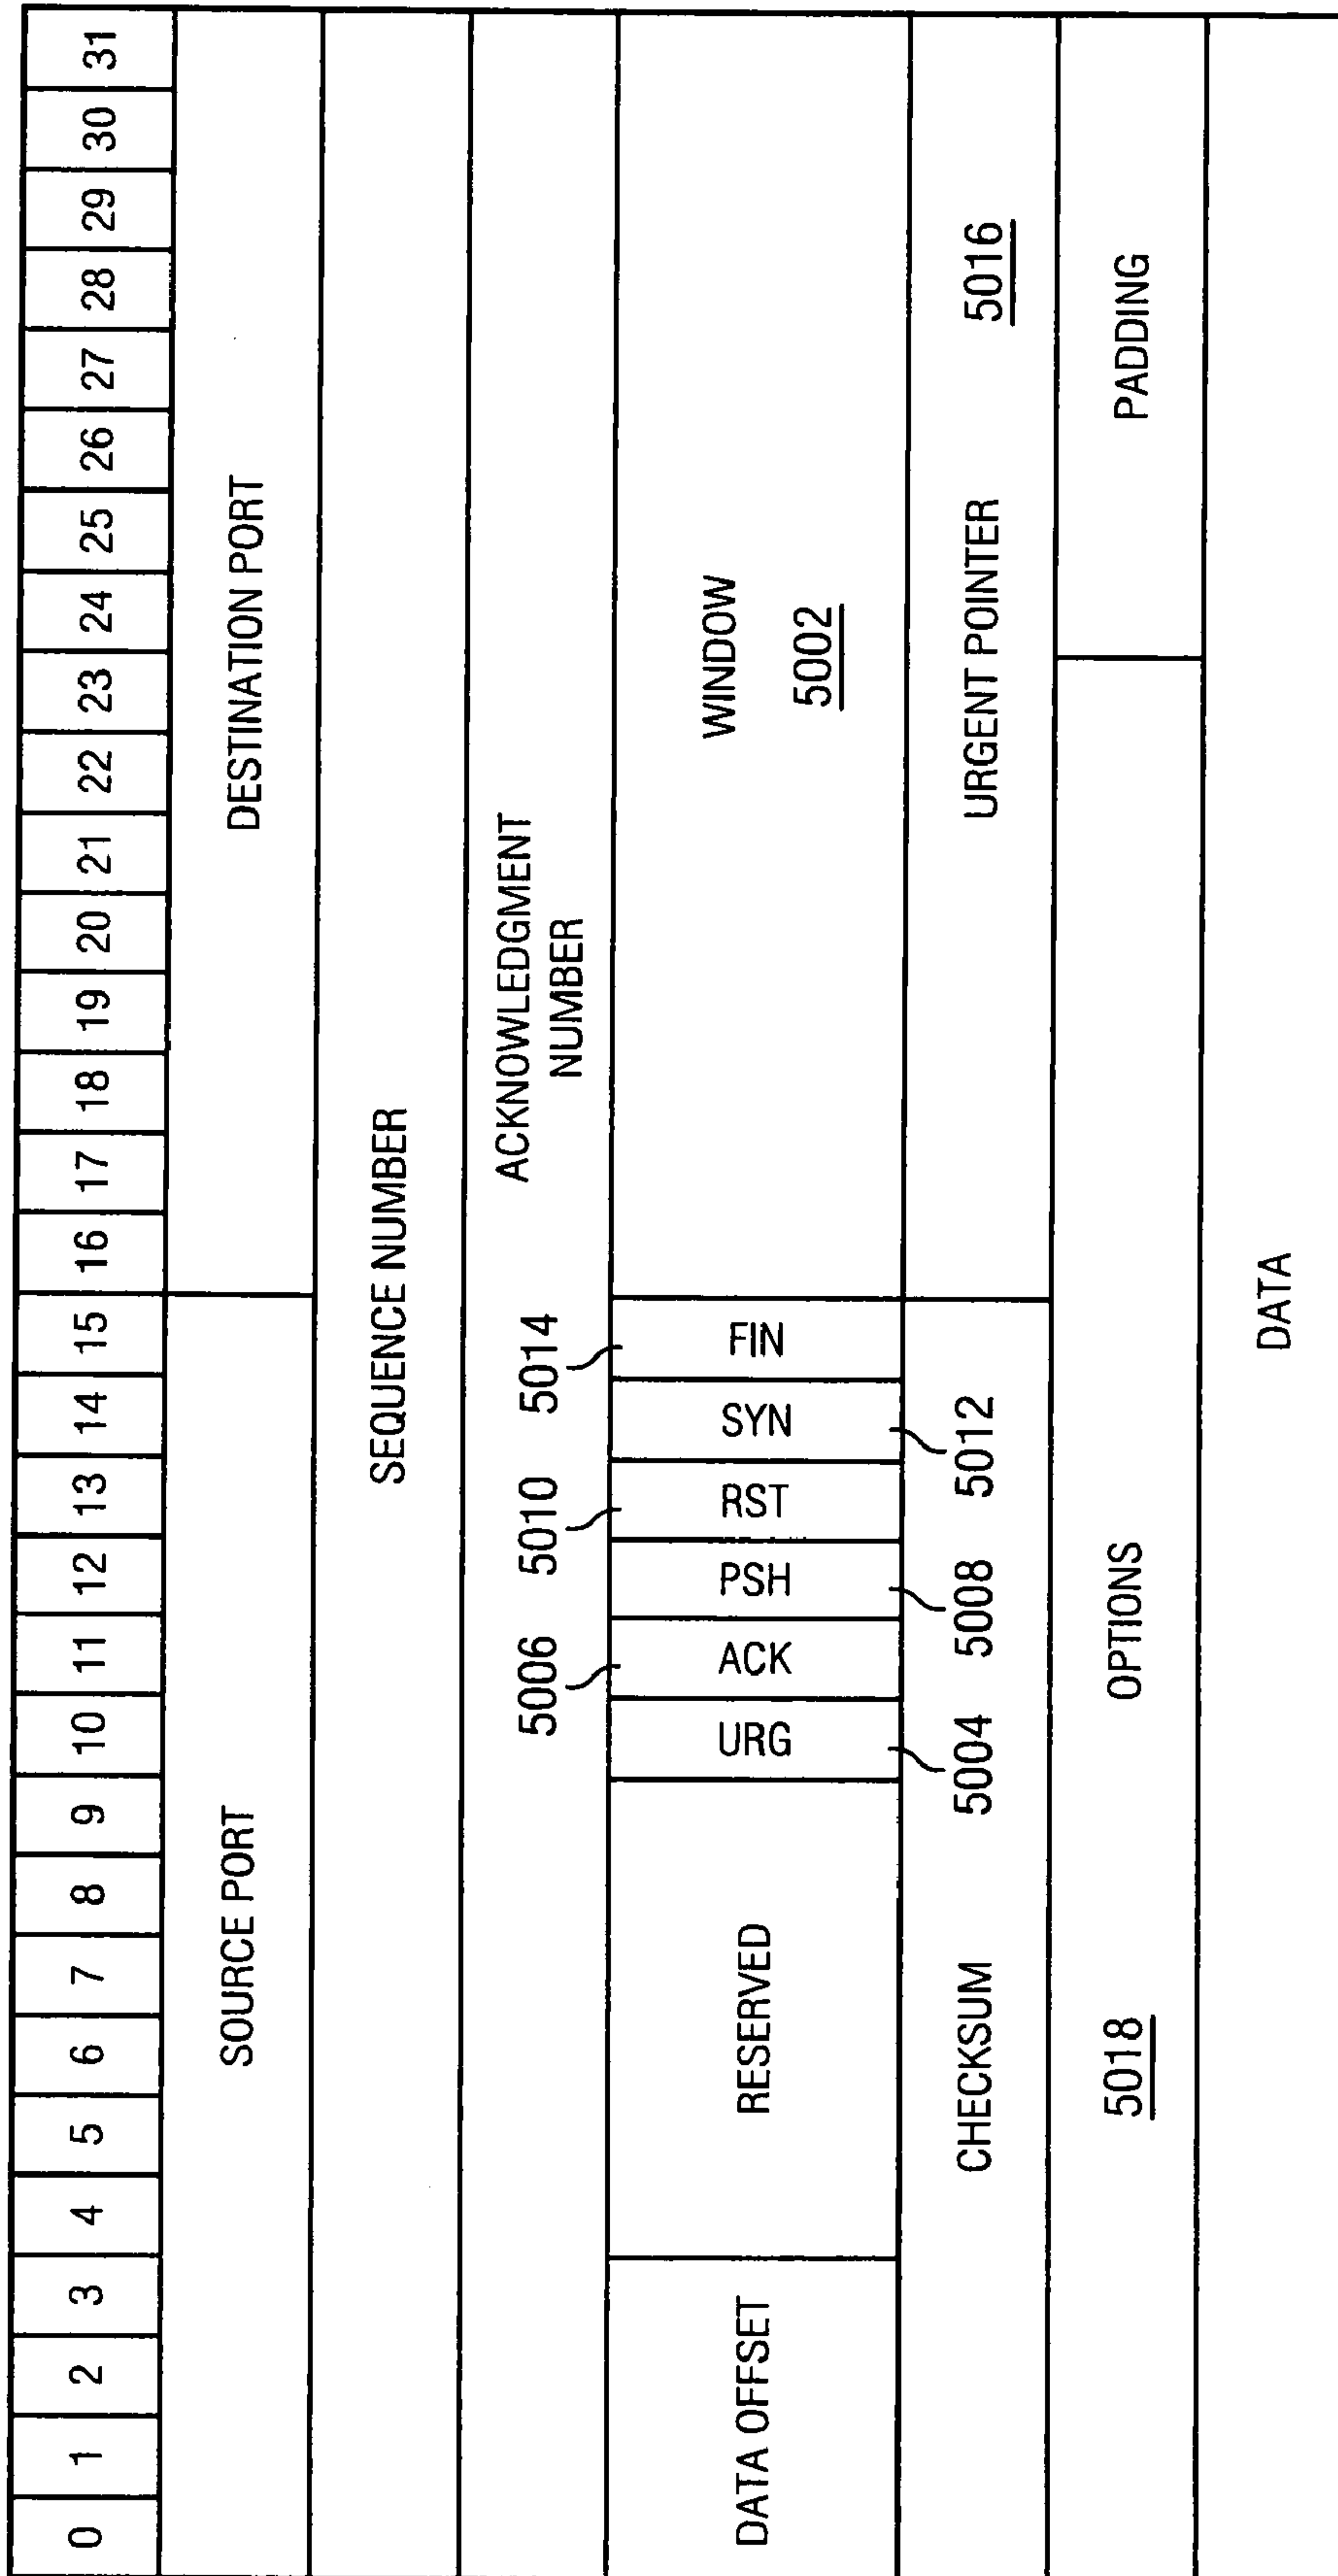 0 1 2 3 4 5 6 7 8 9 10 11 12 13 14 15 16 17 18 19 20 21 22 23 24 25 26 27 28 29 30 31
SOURCE PORT DESTINATION PORT
SEQUENCE NUMBER
ACKNOWLEDGMENT
NUMBER
5006 5010 5014
DATA OFFSET RESERVED URG ACK PSH RST SYN FIN WINDOW
5002
5004 5008 5012
CHECKSUM URGENT POINTER 5016
5018 OPTIONS PADDING
DATA